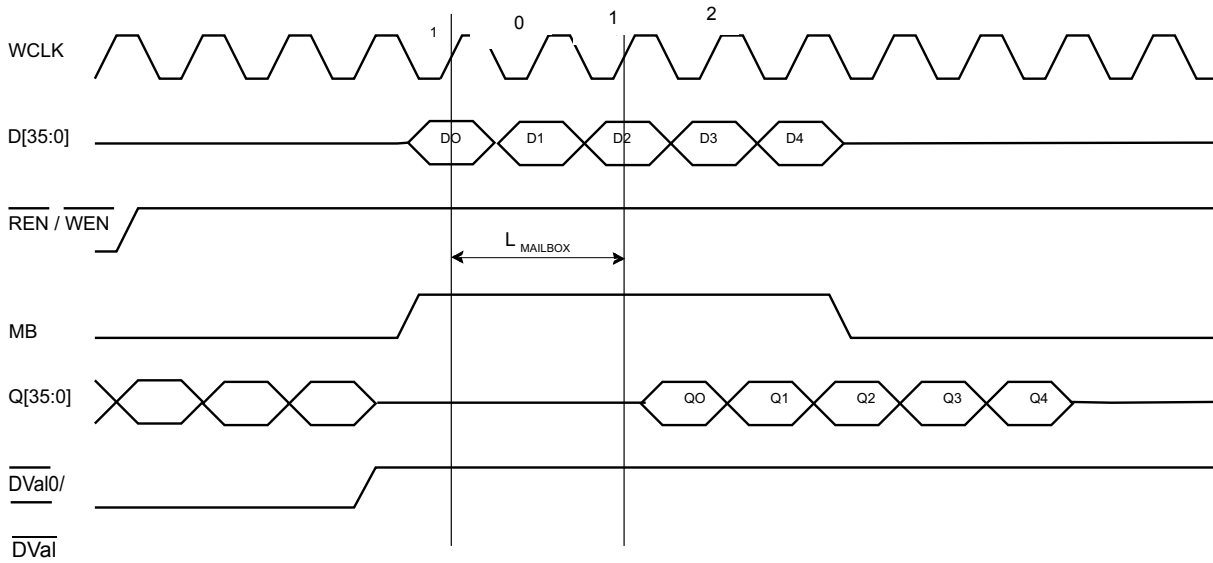 1 0 1 2
WCLK
D[35:0] DO D1 D2 D3 D4
REN / WEN
L MAILBOX
MB
Q[35:0] QO Q1 Q2 Q3 Q4
DVal0/
DVal